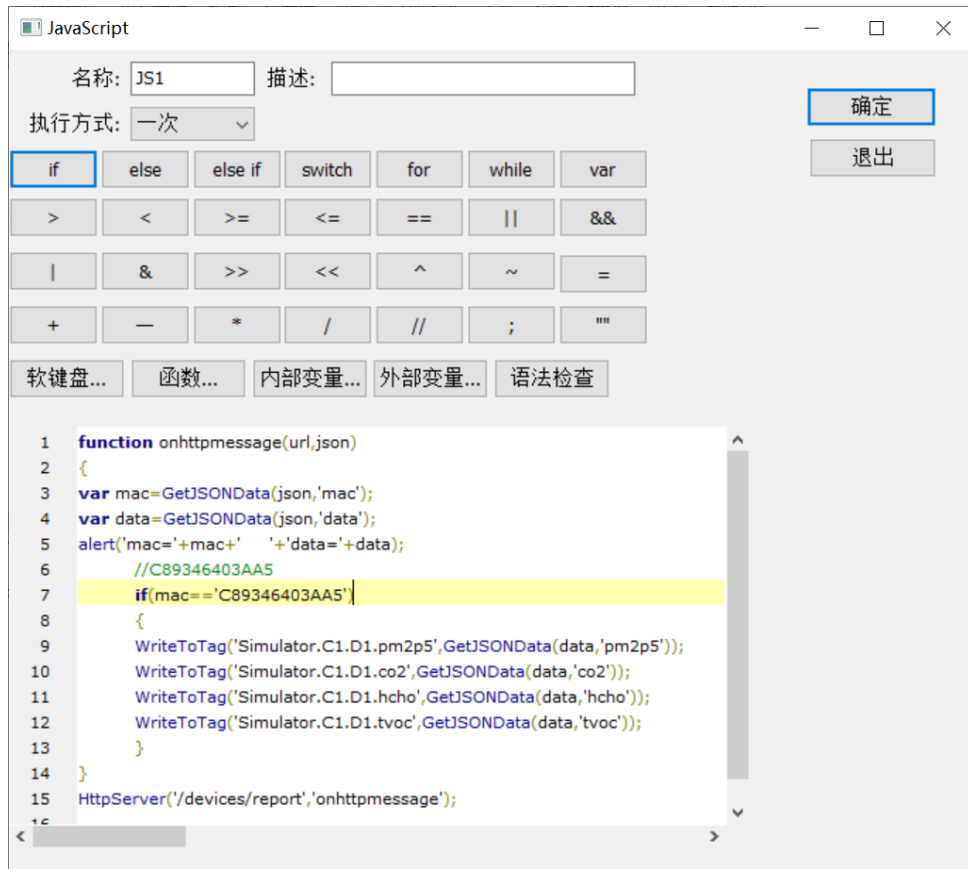 JavaScript
名称: JS1 描述:
执行方式: 一次
确定
退出
if else else if switch for while var
> < >= <= == || &&
| & >> << ^ ~ =
+ — * / // ; ""
软键盘... 函数... 内部变量... 外部变量... 语法检查
1 function onhttpmessage(url,json)
2 {
3 var mac=GetJSONData(json,'mac');
4 var data=GetJSONData(json,'data');
5 alert('mac='+mac+'    '+'data='+data);
6 //C89346403AA5
7 if(mac=='C89346403AA5')
8 {
9 WriteToTag('Simulator.C1.D1.pm2p5',GetJSONData(data,'pm2p5'));
10 WriteToTag('Simulator.C1.D1.co2',GetJSONData(data,'co2'));
11 WriteToTag('Simulator.C1.D1.hcho',GetJSONData(data,'hcho'));
12 WriteToTag('Simulator.C1.D1.tvoc',GetJSONData(data,'tvoc'));
13 }
14 }
15 HttpServer('/devices/report','onhttpmessage');
16